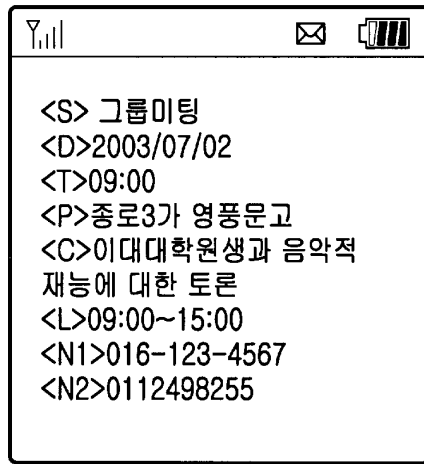 <S> 그룹미팅
<D>2003/07/02
<T>09:00
<P>종로3가 영풍문고
<C>이대대학원생과 음악적
재능에 대한 토론
<L>09:00~15:00
<N1>016-123-4567
<N2>0112498255